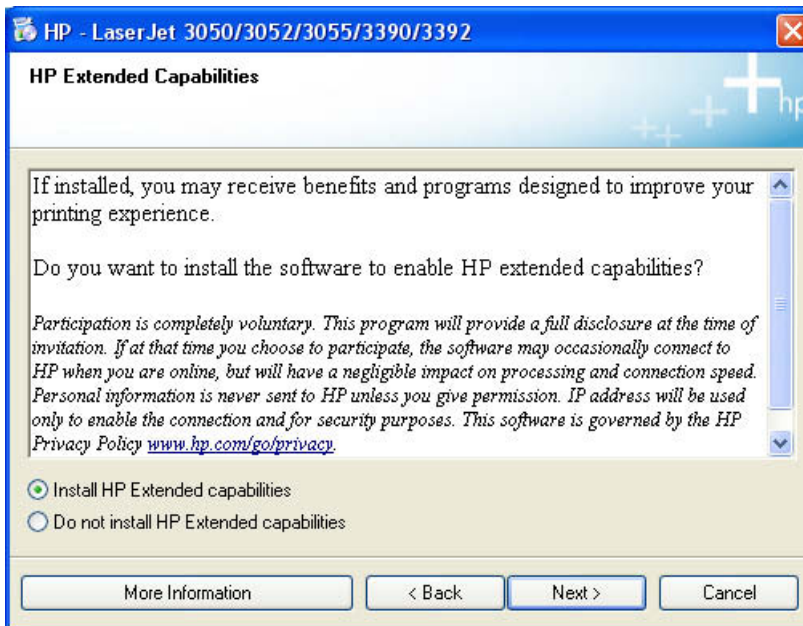 HP - LaserJet 3050/3052/3055/3390/3392
HP Extended Capabilities
hp
If installed, you may receive benefits and programs designed to improve your
printing experience.
Do you want to install the software to enable HP extended capabilities?
Participation is completely voluntary. This program will provide a full disclosure at the time of
invitation. If at that time you choose to participate, the software may occasionally connect to
HP when you are online, but will have a negligible impact on processing and connection speed.
Personal information is never sent to HP unless you give permission. IP address will be used
only to enable the connection and for security purposes. This software is governed by the HP
Privacy Policy www.hp.com/go/privacy.
Install HP Extended capabilities
Do not install HP Extended capabilities
More Information
< Back
Next >
Cancel